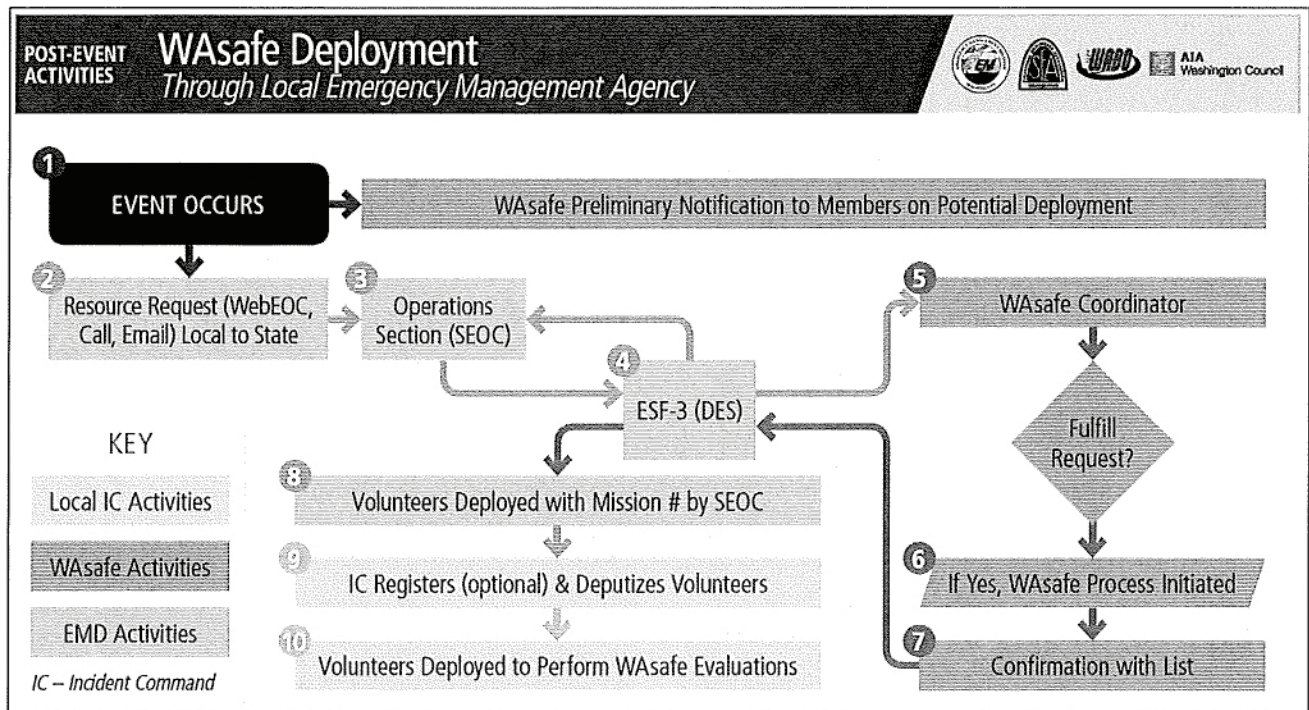 POST-EVENT
ACTIVITIES
WAsafe Deployment
Through Local Emergency Management Agency
EM
WABO
AIA
Washington Council
1
EVENT OCCURS
WAsafe Preliminary Notification to Members on Potential Deployment
2
Resource Request (WebEOC,
Call, Email) Local to State
3
Operations
Section (SEOC)
4
ESF-3 (DES)
5
WAsafe Coordinator
Fulfill
Request?
6
If Yes, WAsafe Process Initiated
7
Confirmation with List
8
Volunteers Deployed with Mission # by SEOC
9
IC Registers (optional) & Deputizes Volunteers
10
Volunteers Deployed to Perform WAsafe Evaluations
KEY
Local IC Activities
WAsafe Activities
EMD Activities
IC – Incident Command